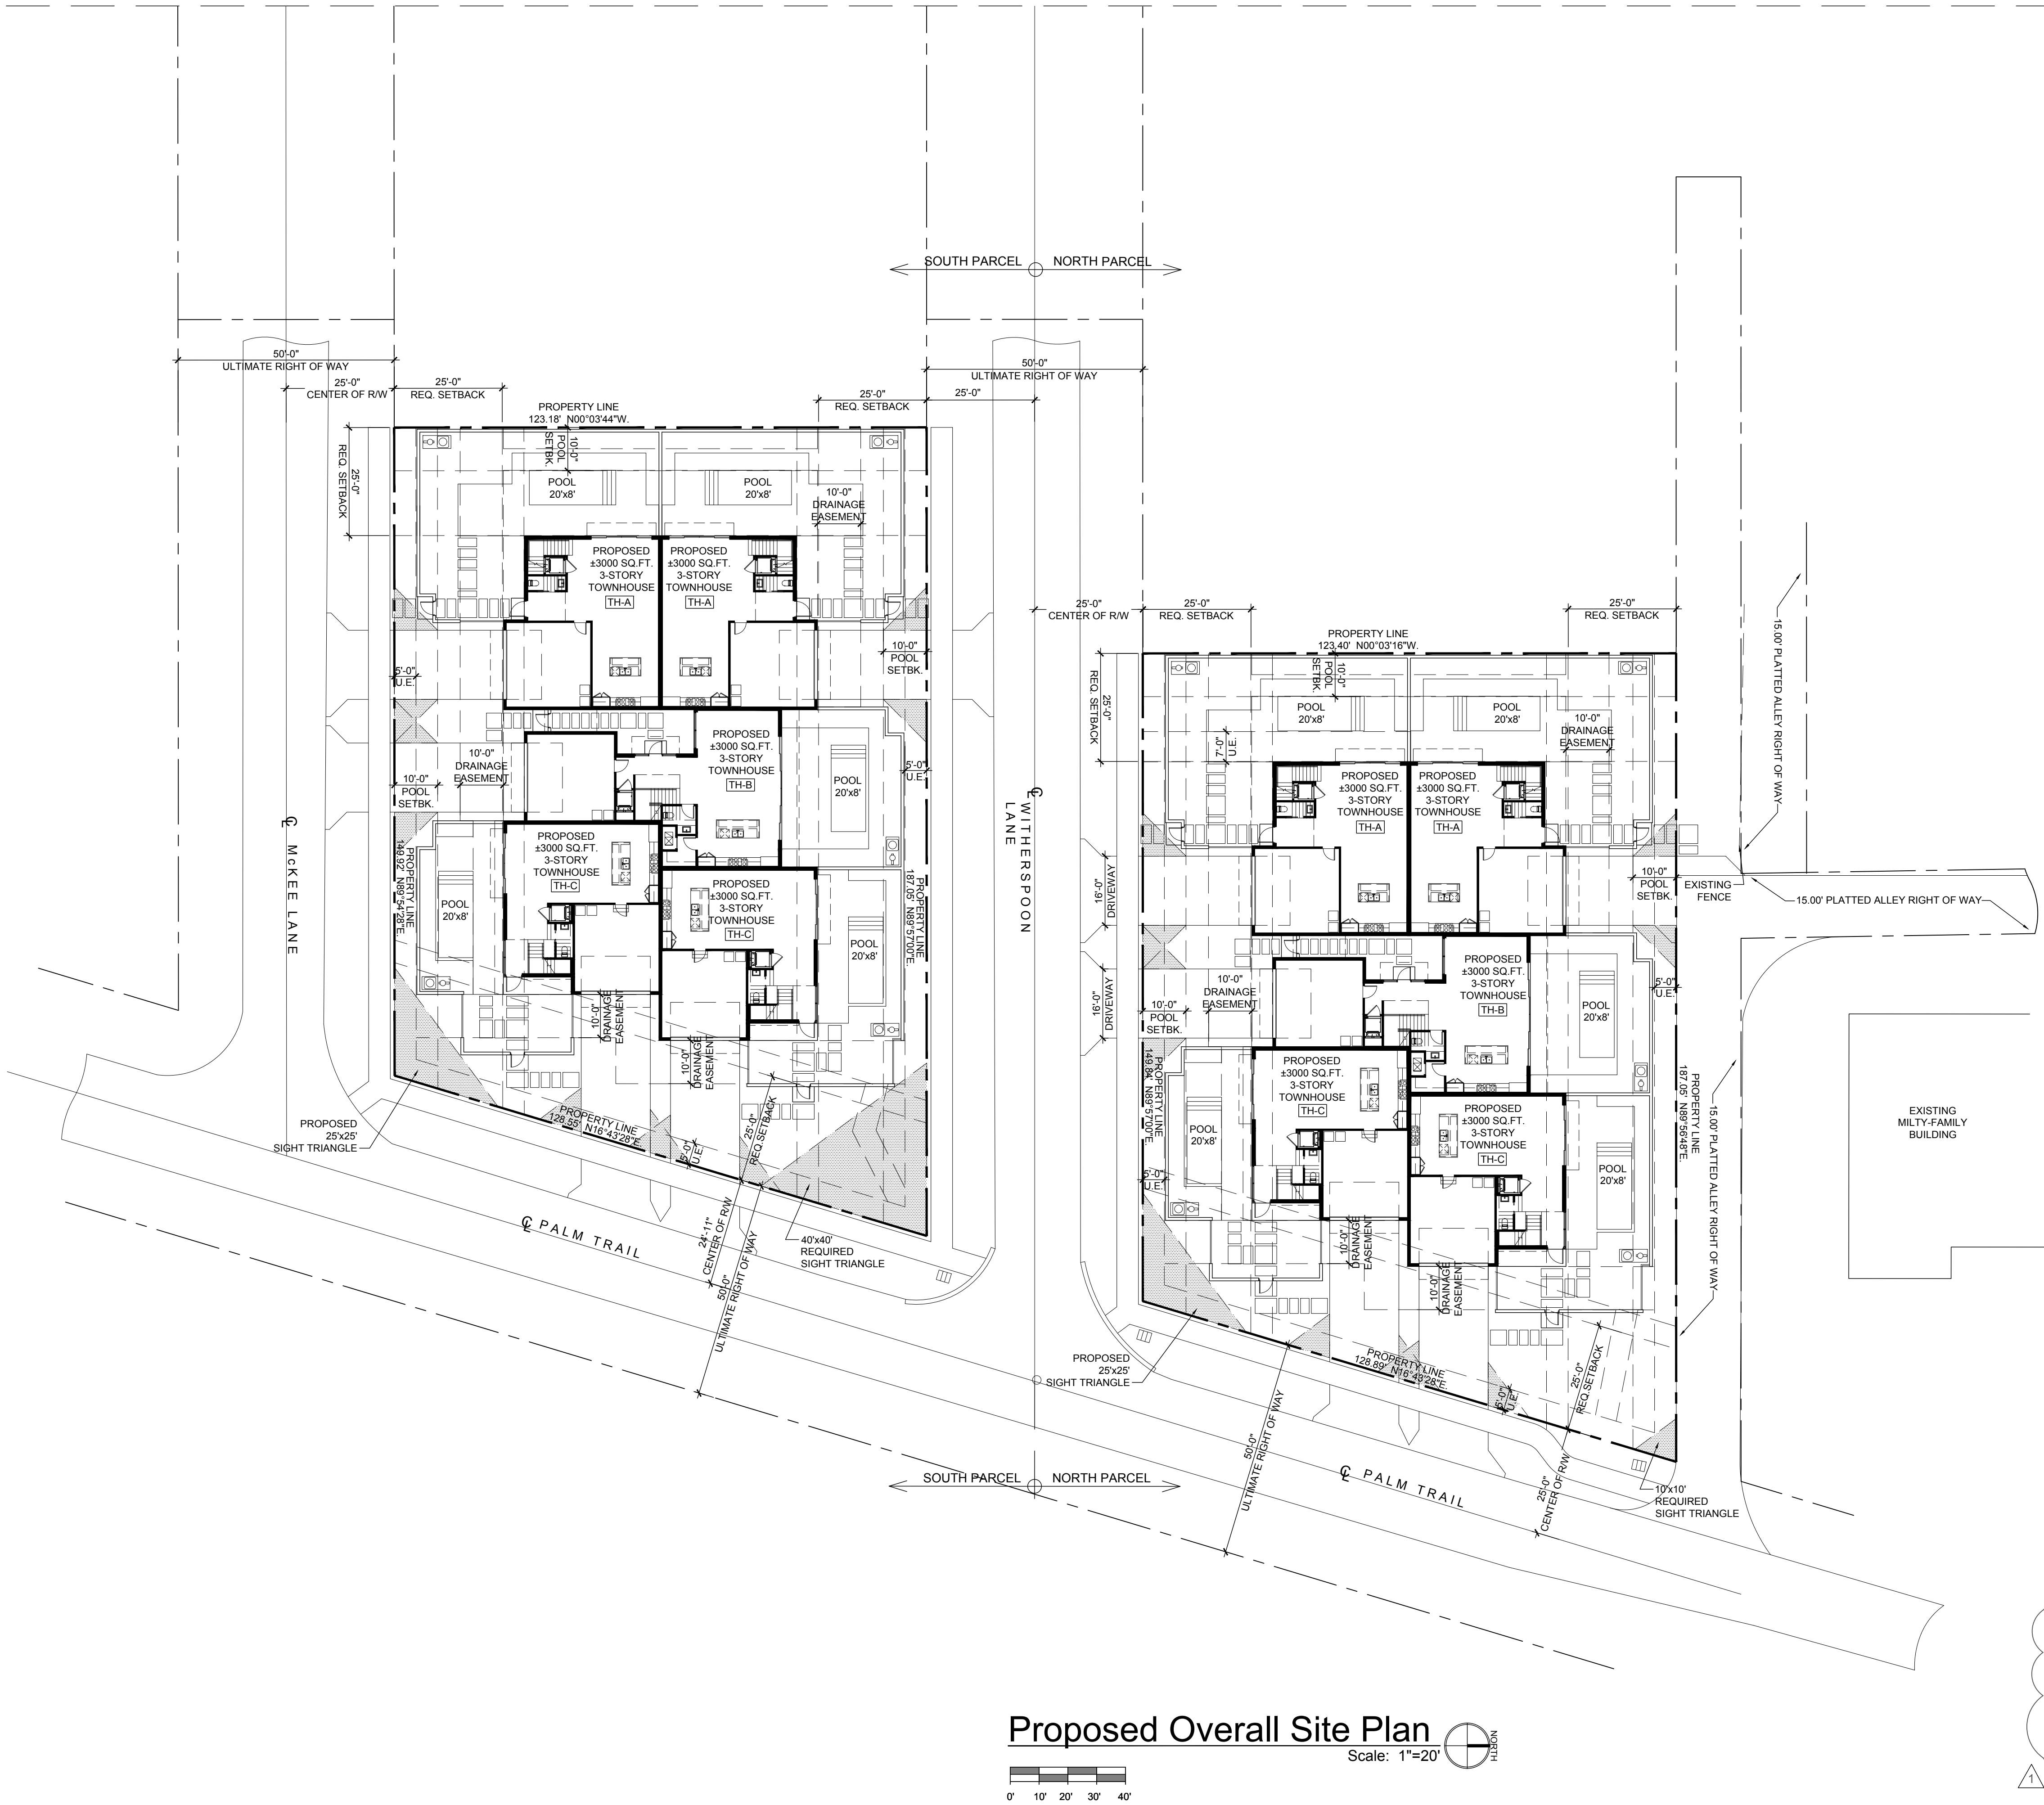 SOUTH PARCEL
NORTH PARCEL
50'-0"
ULTIMATE RIGHT OF WAY
25'-0"
CENTER OF R/W
25'-0"
REQ. SETBACK
25'-0"
REQ. SETBACK
50'-0"
ULTIMATE RIGHT OF WAY
25'-0"
PROPERTY LINE
123.18' N00°03'44"W.
25'-0"
REQ. SETBACK
10'-0"
POOL
SETBK.
POOL
20'x8'
POOL
20'x8'
10'-0"
DRAINAGE
EASEMENT
PROPOSED
±3000 SQ.FT.
3-STORY
TOWNHOUSE
TH-A
PROPOSED
±3000 SQ.FT.
3-STORY
TOWNHOUSE
TH-A
5'-0"
U.E.
10'-0"
POOL
SETBK.
PROPOSED
±3000 SQ.FT.
3-STORY
TOWNHOUSE
TH-B
10'-0"
DRAINAGE
EASEMENT
10'-0"
POOL
SETBK.
5'-0"
U.E.
POOL
20'x8'
PROPOSED
±3000 SQ.FT.
3-STORY
TOWNHOUSE
TH-C
POOL
20'x8'
PROPOSED
±3000 SQ.FT.
3-STORY
TOWNHOUSE
TH-C
POOL
20'x8'
McKEE LANE
PROPERTY LINE
149.92' N89°54'28"E.
PROPERTY LINE
187.05' N89°57'00"E.
10'-0"
DRAINAGE
EASEMENT
10'-0"
DRAINAGE
EASEMENT
PROPOSED
25'x25'
SIGHT TRIANGLE
PROPERTY LINE
128.55' N16°43'28"E.
5'-0"
U.E.
25'-0"
REQ.SETBACK
24'-11"
CENTER OF R/W
50'-0"
ULTIMATE RIGHT OF WAY
40'x40'
REQUIRED
SIGHT TRIANGLE
PALM TRAIL
WITHERSPOON
LANE
25'-0"
CENTER OF R/W
25'-0"
REQ. SETBACK
25'-0"
REQ. SETBACK
PROPERTY LINE
123.40' N00°03'16"W.
25'-0"
REQ. SETBACK
10'-0"
POOL
SETBK.
POOL
20'x8'
POOL
20'x8'
7'-0"
U.E.
10'-0"
DRAINAGE
EASEMENT
15.00' PLATTED ALLEY RIGHT OF WAY
PROPOSED
±3000 SQ.FT.
3-STORY
TOWNHOUSE
TH-A
PROPOSED
±3000 SQ.FT.
3-STORY
TOWNHOUSE
TH-A
16'-0"
DRIVEWAY
10'-0"
POOL
SETBK.
EXISTING
FENCE
15.00' PLATTED ALLEY RIGHT OF WAY
16'-0"
DRIVEWAY
10'-0"
POOL
SETBK.
10'-0"
DRAINAGE
EASEMENT
PROPOSED
±3000 SQ.FT.
3-STORY
TOWNHOUSE
TH-B
5'-0"
U.E.
POOL
20'x8'
PROPERTY LINE
149.84' N89°57'00"E.
PROPOSED
±3000 SQ.FT.
3-STORY
TOWNHOUSE
TH-C
POOL
20'x8'
PROPOSED
±3000 SQ.FT.
3-STORY
TOWNHOUSE
TH-C
POOL
20'x8'
PROPERTY LINE
187.05' N89°56'48"E.
15.00' PLATTED ALLEY RIGHT OF WAY
EXISTING
MILTY-FAMILY
BUILDING
5'-0"
U.E.
10'-0"
DRAINAGE
EASEMENT
10'-0"
DRAINAGE
EASEMENT
PROPOSED
25'x25'
SIGHT TRIANGLE
PROPERTY LINE
128.89' N16°43'28"E.
5'-0"
U.E.
25'-0"
REQ.SETBACK
50'-0"
ULTIMATE RIGHT OF WAY
25'-0"
CENTER OF R/W
10'x10'
REQUIRED
SIGHT TRIANGLE
PALM TRAIL
SOUTH PARCEL
NORTH PARCEL
Proposed Overall Site Plan
Scale: 1"=20'
NORTH
0' 10' 20' 30' 40'
1